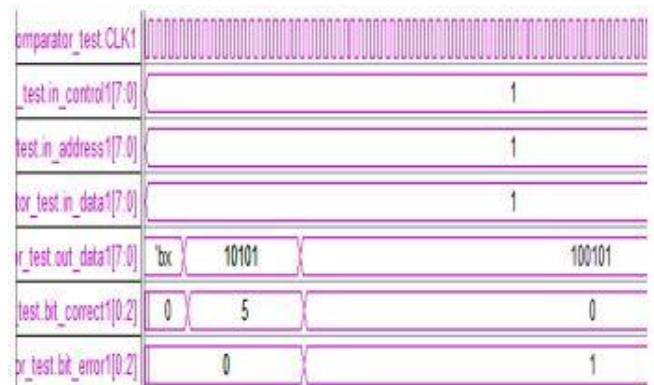 omparator_test.CLK1
_test.in_control1[7:0] 1
test.in_address1[7:0] 1
tor_test.in_data1[7:0] 1
r_test.out_data1[7:0] 'bx 10101 100101
test.bit_correct1[0:2] 0 5 0
or_test.bit_error1[0:2] 0 1